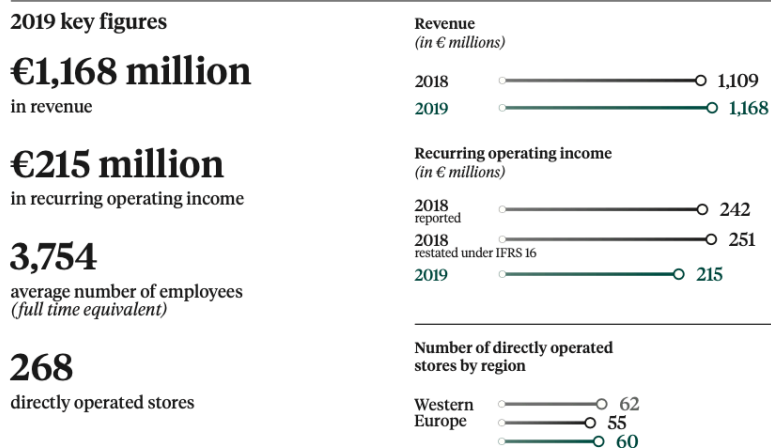 2019 key figures
€1,168 million
in revenue
€215 million
in recurring operating income
3,754
average number of employees
(full time equivalent)
268
directly operated stores
Revenue
(in € millions)
2018 1,109
2019 1,168
Recurring operating income
(in € millions)
2018 242
reported
2018 251
restated under IFRS 16
2019 215
Number of directly operated
stores by region
Western 62
Europe 55
60